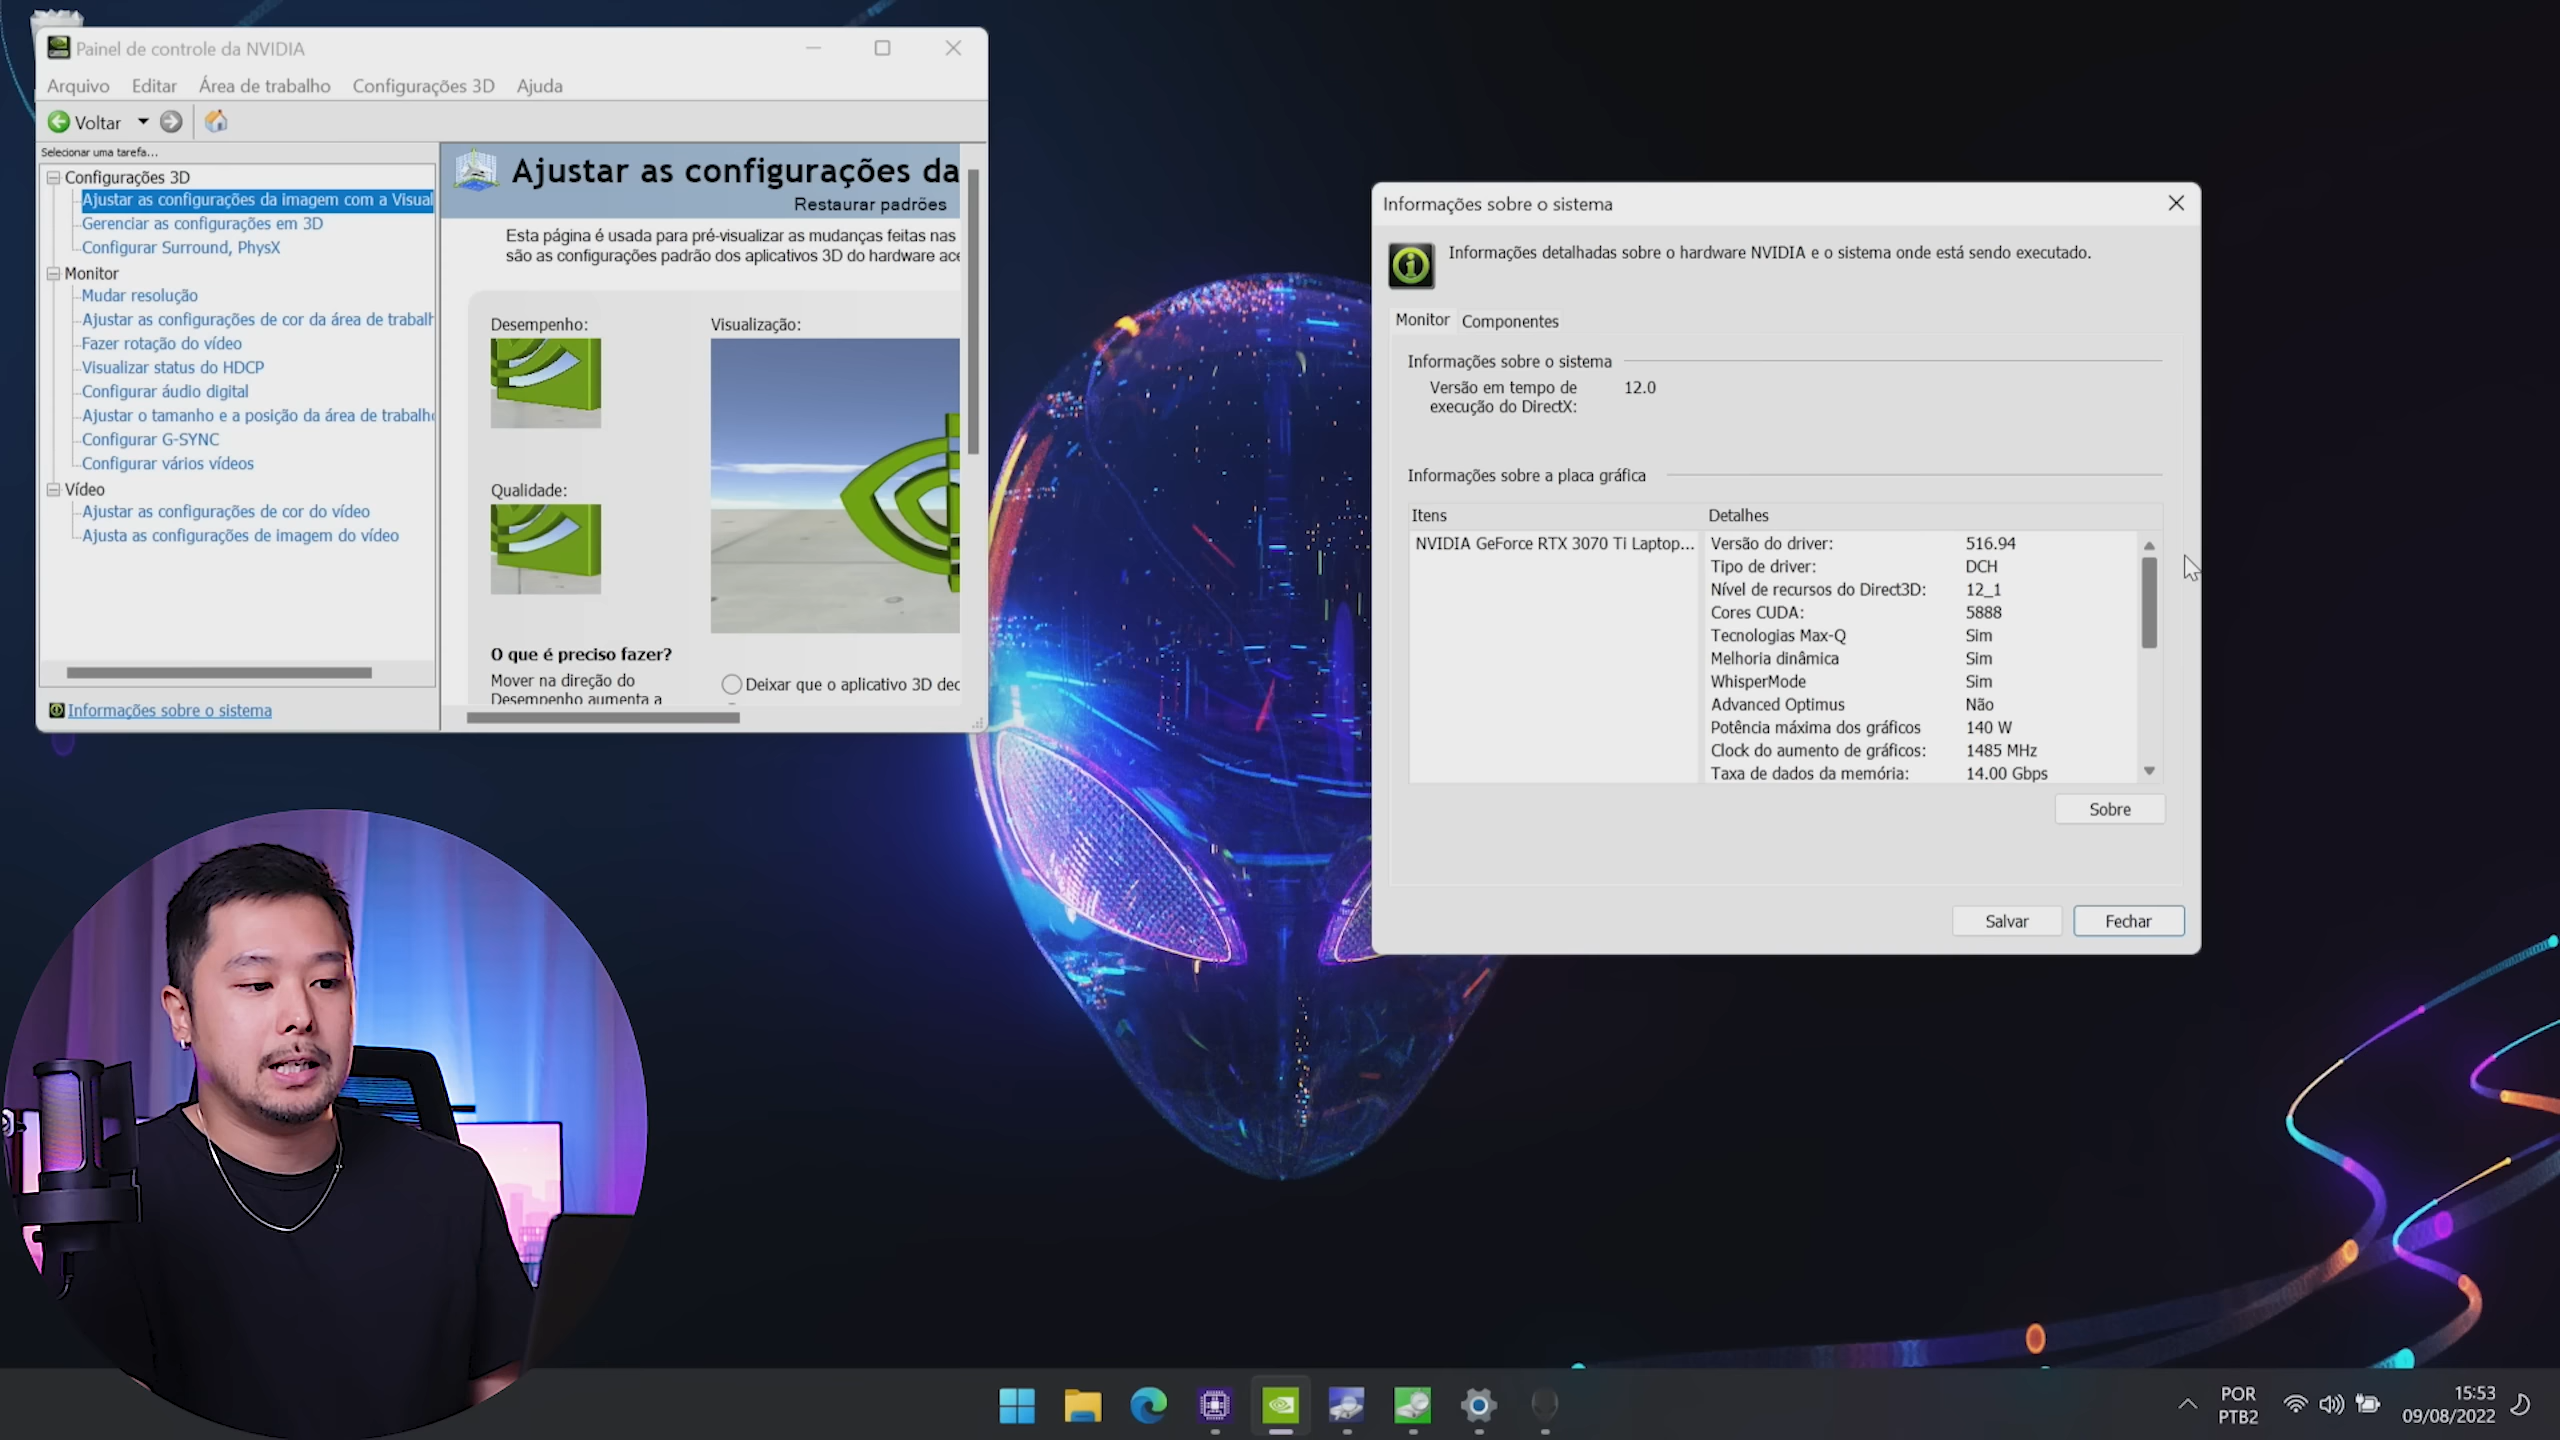 Painel de controle da NVIDIA
Arquivo Editar Área de trabalho Configurações 3D Ajuda
Voltar
Selecionar uma tarefa...
Configurações 3D
Ajustar as configurações da imagem com a Visual
Gerenciar as configurações em 3D
Configurar Surround, PhysX
Monitor
Mudar resolução
Ajustar as configurações de cor da área de trabalh
Fazer rotação do vídeo
Visualizar status do HDCP
Configurar áudio digital
Ajustar o tamanho e a posição da área de trabalho
Configurar G-SYNC
Configurar vários vídeos
Vídeo
Ajustar as configurações de cor do vídeo
Ajusta as configurações de imagem do vídeo
Informações sobre o sistema
Ajustar as configurações da
Restaurar padrões
Esta página é usada para pré-visualizar as mudanças feitas nas
são as configurações padrão dos aplicativos 3D do hardware ace
Desempenho:
Visualização:
Qualidade:
O que é preciso fazer?
Mover na direção do
Desempenho aumenta a
Deixar que o aplicativo 3D dec
Informações sobre o sistema
Informações detalhadas sobre o hardware NVIDIA e o sistema onde está sendo executado.
Monitor Componentes
Informações sobre o sistema
Versão em tempo de 12.0
execução do DirectX:
Informações sobre a placa gráfica
Itens Detalhes
NVIDIA GeForce RTX 3070 Ti Laptop...
Versão do driver: 516.94
Tipo de driver: DCH
Nível de recursos do Direct3D: 12_1
Cores CUDA: 5888
Tecnologias Max-Q Sim
Melhoria dinâmica Sim
WhisperMode Sim
Advanced Optimus Não
Potência máxima dos gráficos 140 W
Clock do aumento de gráficos: 1485 MHz
Taxa de dados da memória: 14.00 Gbps
Sobre
Salvar Fechar
POR
PTB2
15:53
09/08/2022